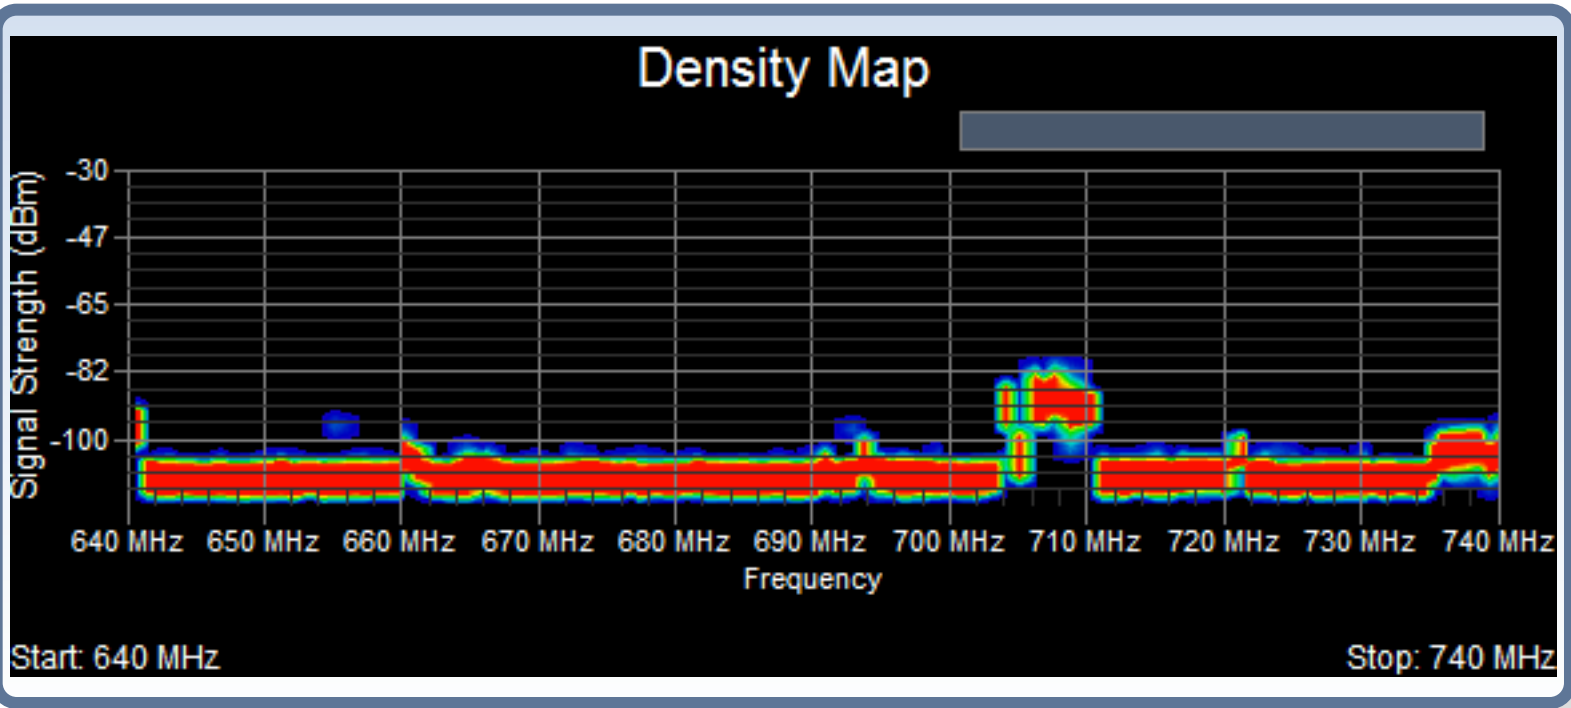 Density Map
Signal Strength (dBm)
-30
-47
-65
-82
-100
640 MHz 650 MHz 660 MHz 670 MHz 680 MHz 690 MHz 700 MHz 710 MHz 720 MHz 730 MHz 740 MHz
Frequency
Start: 640 MHz Stop: 740 MHz